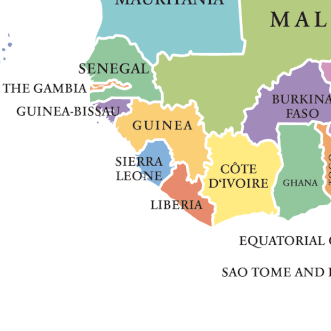 MAURITANIA
MAL
SENEGAL
THE GAMBIA
BURKINA
FASO
GUINEA-BISSAU
GUINEA
SIERRA
LEONE
CÔTE
D'IVOIRE
GHANA
LIBERIA
EQUATORIAL
SAO TOME AND